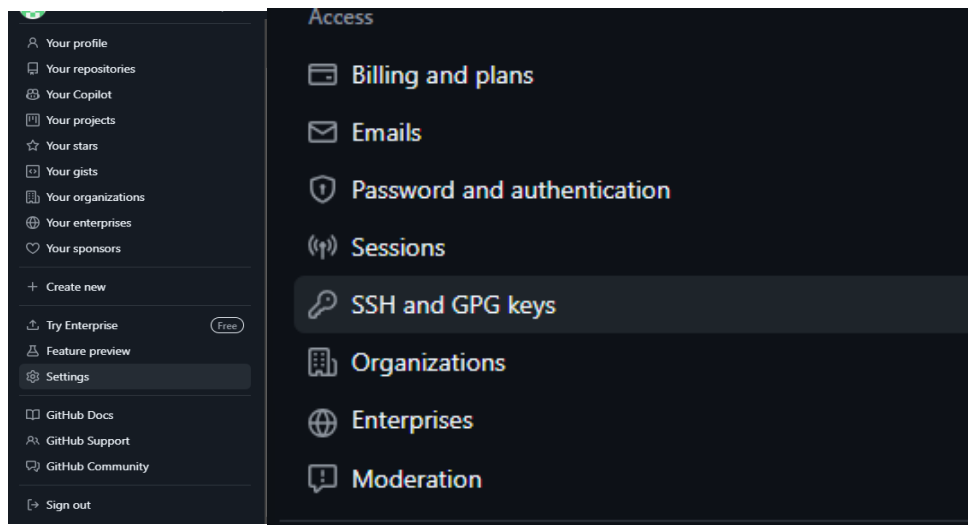 Your profile
Your repositories
Your Copilot
Your projects
Your stars
Your gists
Your organizations
Your enterprises
Your sponsors
Create new
Try Enterprise Free
Feature preview
Settings
GitHub Docs
GitHub Support
GitHub Community
Sign out
Access
Billing and plans
Emails
Password and authentication
Sessions
SSH and GPG keys
Organizations
Enterprises
Moderation